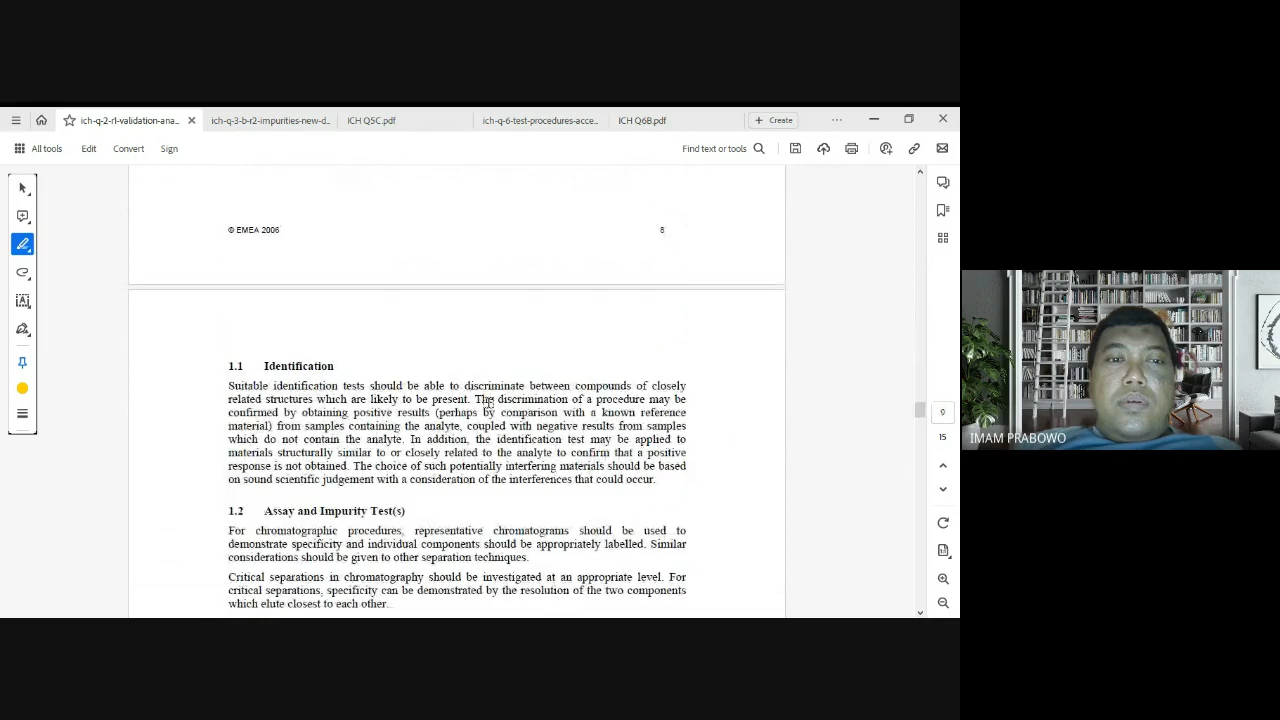 ich-q-2-r1-validation-ana...
ich-q-3-b-r2-impurities-new-d...
ICH Q5C.pdf
ich-q-6-test-procedures-acce...
ICH Q6B.pdf
Create
All tools
Edit
Convert
Sign
Find text or tools
© EMEA 2006
8
1.1 Identification
Suitable identification tests should be able to discriminate between compounds of closely
related structures which are likely to be present. The discrimination of a procedure may be
confirmed by obtaining positive results (perhaps by comparison with a known reference
material) from samples containing the analyte, coupled with negative results from samples
which do not contain the analyte. In addition, the identification test may be applied to
materials structurally similar to or closely related to the analyte to confirm that a positive
response is not obtained. The choice of such potentially interfering materials should be based
on sound scientific judgement with a consideration of the interferences that could occur.
1.2 Assay and Impurity Test(s)
For chromatographic procedures, representative chromatograms should be used to
demonstrate specificity and individual components should be appropriately labelled. Similar
considerations should be given to other separation techniques.
Critical separations in chromatography should be investigated at an appropriate level. For
critical separations, specificity can be demonstrated by the resolution of the two components
which elute closest to each other.
9
15
IMAM PRABOWO